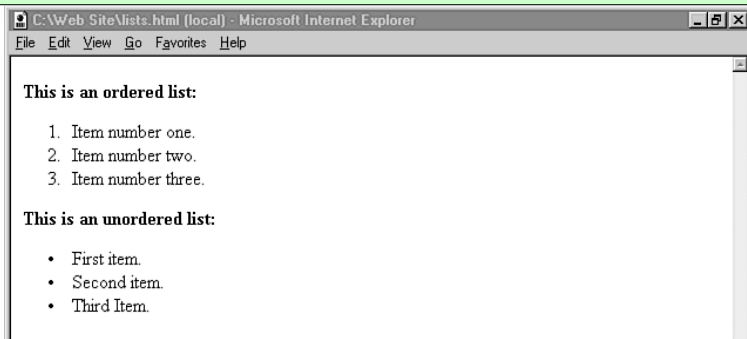 C:\Web Site\lists.html (local) - Microsoft Internet Explorer
File Edit View Go Favorites Help
This is an ordered list:
1. Item number one.
2. Item number two.
3. Item number three.
This is an unordered list:
• First item.
• Second item.
• Third Item.